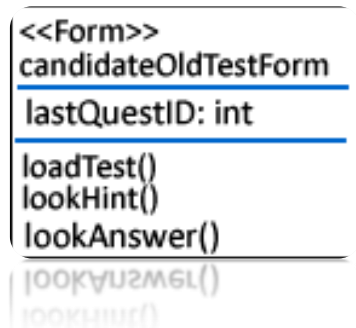 <<Form>>
candidateOldTestForm
lastQuestID: int
loadTest()
lookHint()
lookAnswer()